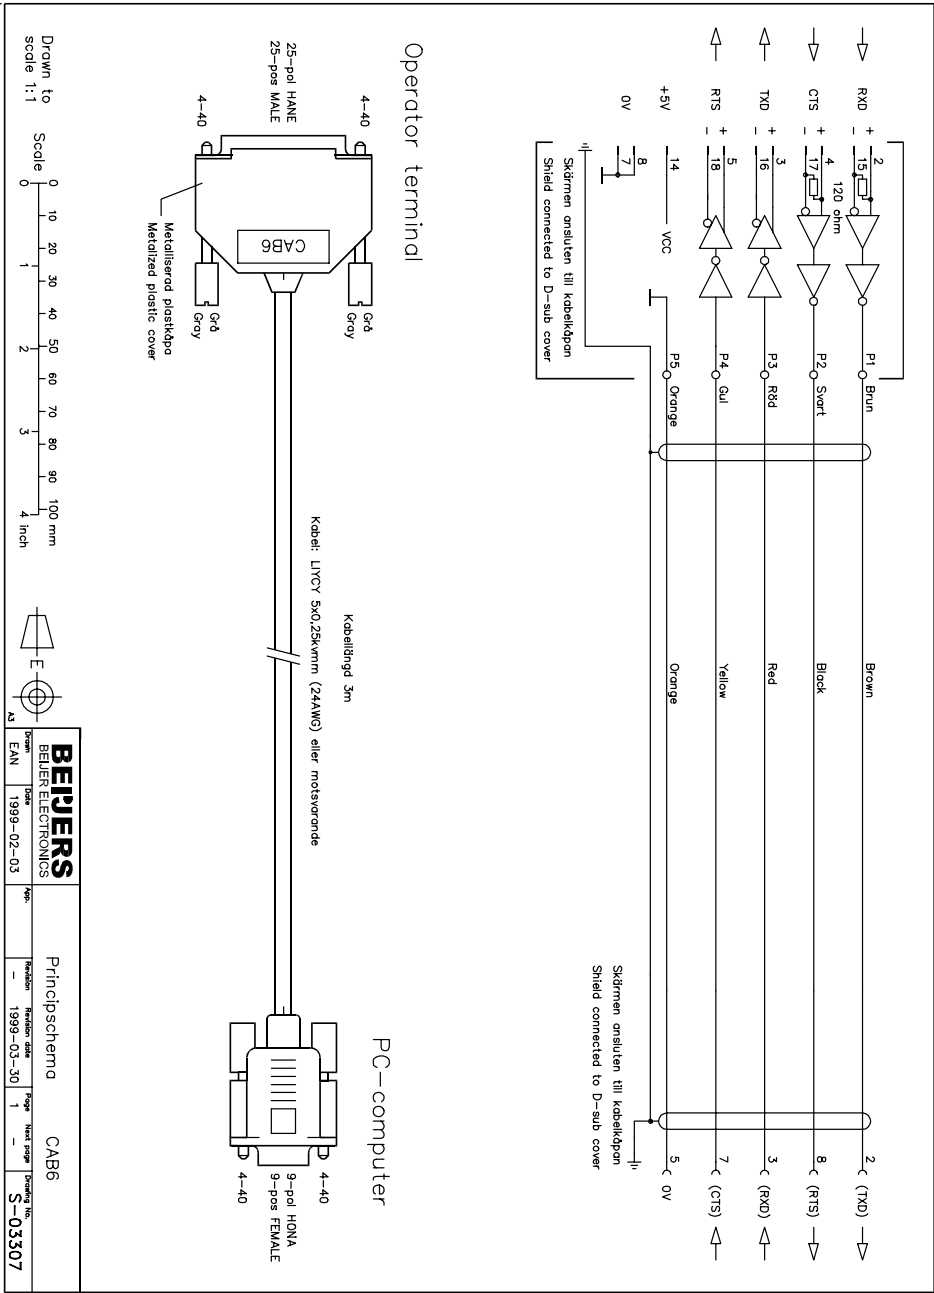 RXD + 2
- 15
CTS + 4
- 17
120 ohm
TXD + 3
- 16
RTS + 5
- 18
+5V 14 VCC
0V 8
7
Skärmen ansluten till kabelkåpan
Shield connected to D-sub cover
P1 Brun
P2 Svart
P3 Röd
P4 Gul
P5 Orange
Brown
Black
Red
Yellow
Orange
2 (TXD)
8 (RTS)
3 (RXD)
7 (CTS)
5 0V
Skärmen ansluten till kabelkåpan
Shield connected to D-sub cover
Operator terminal
PC-computer
Kabellängd 3m
Kabel: LIYCY 5x0,25kvmm (24AWG) eller motsvarande
4-40
25-pol HANE
25-pos MALE
4-40
CAB6
Grå
Gray
Grå
Gray
Metalliserad plastkåpa
Metalized plastic cover
4-40
9-pol HONA
9-pos FEMALE
4-40
Drawn to
scale 1:1
Scale
0 10 20 30 40 50 60 70 80 90 100 mm
0 1 2 3 4 inch
E
A3
BEIJERS
BEIJER ELECTRONICS
Principschema CAB6
Drawn Date App. Revision Revision date Page Next page Drawing No.
EAN 1999-02-03 - 1999-03-30 1 - S-03307